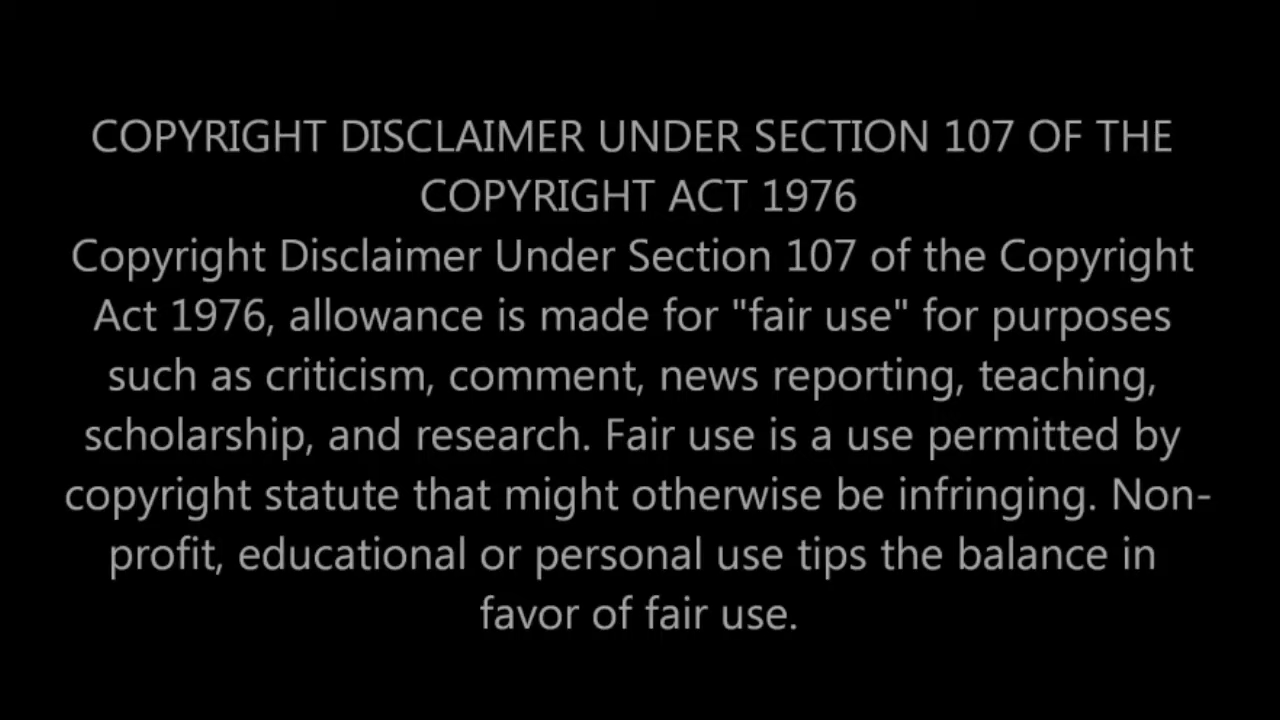 COPYRIGHT DISCLAIMER UNDER SECTION 107 OF THE
COPYRIGHT ACT 1976
Copyright Disclaimer Under Section 107 of the Copyright
Act 1976, allowance is made for "fair use" for purposes
such as criticism, comment, news reporting, teaching,
scholarship, and research. Fair use is a use permitted by
copyright statute that might otherwise be infringing. Non-
profit, educational or personal use tips the balance in
favor of fair use.